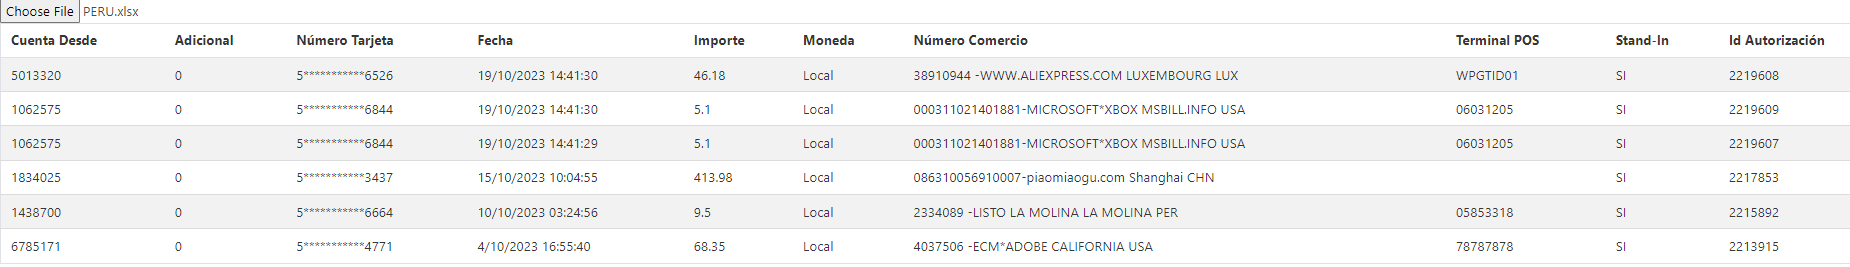 Choose File PERU.xlsx
Cuenta Desde Adicional Número Tarjeta Fecha Importe Moneda Número Comercio Terminal POS Stand-In Id Autorización
5013320 0 5***********6526 19/10/2023 14:41:30 46.18 Local 38910944 -WWW.ALIEXPRESS.COM LUXEMBOURG LUX WPGTID01 SI 2219608
1062575 0 5***********6844 19/10/2023 14:41:30 5.1 Local 000311021401881-MICROSOFT*XBOX MSBILL.INFO USA 06031205 SI 2219609
1062575 0 5***********6844 19/10/2023 14:41:29 5.1 Local 000311021401881-MICROSOFT*XBOX MSBILL.INFO USA 06031205 SI 2219607
1834025 0 5***********3437 15/10/2023 10:04:55 413.98 Local 086310056910007-piaomiaogu.com Shanghai CHN SI 2217853
1438700 0 5***********6664 10/10/2023 03:24:56 9.5 Local 2334089 -LISTO LA MOLINA LA MOLINA PER 05853318 SI 2215892
6785171 0 5***********4771 4/10/2023 16:55:40 68.35 Local 4037506 -ECM*ADOBE CALIFORNIA USA 78787878 SI 2213915